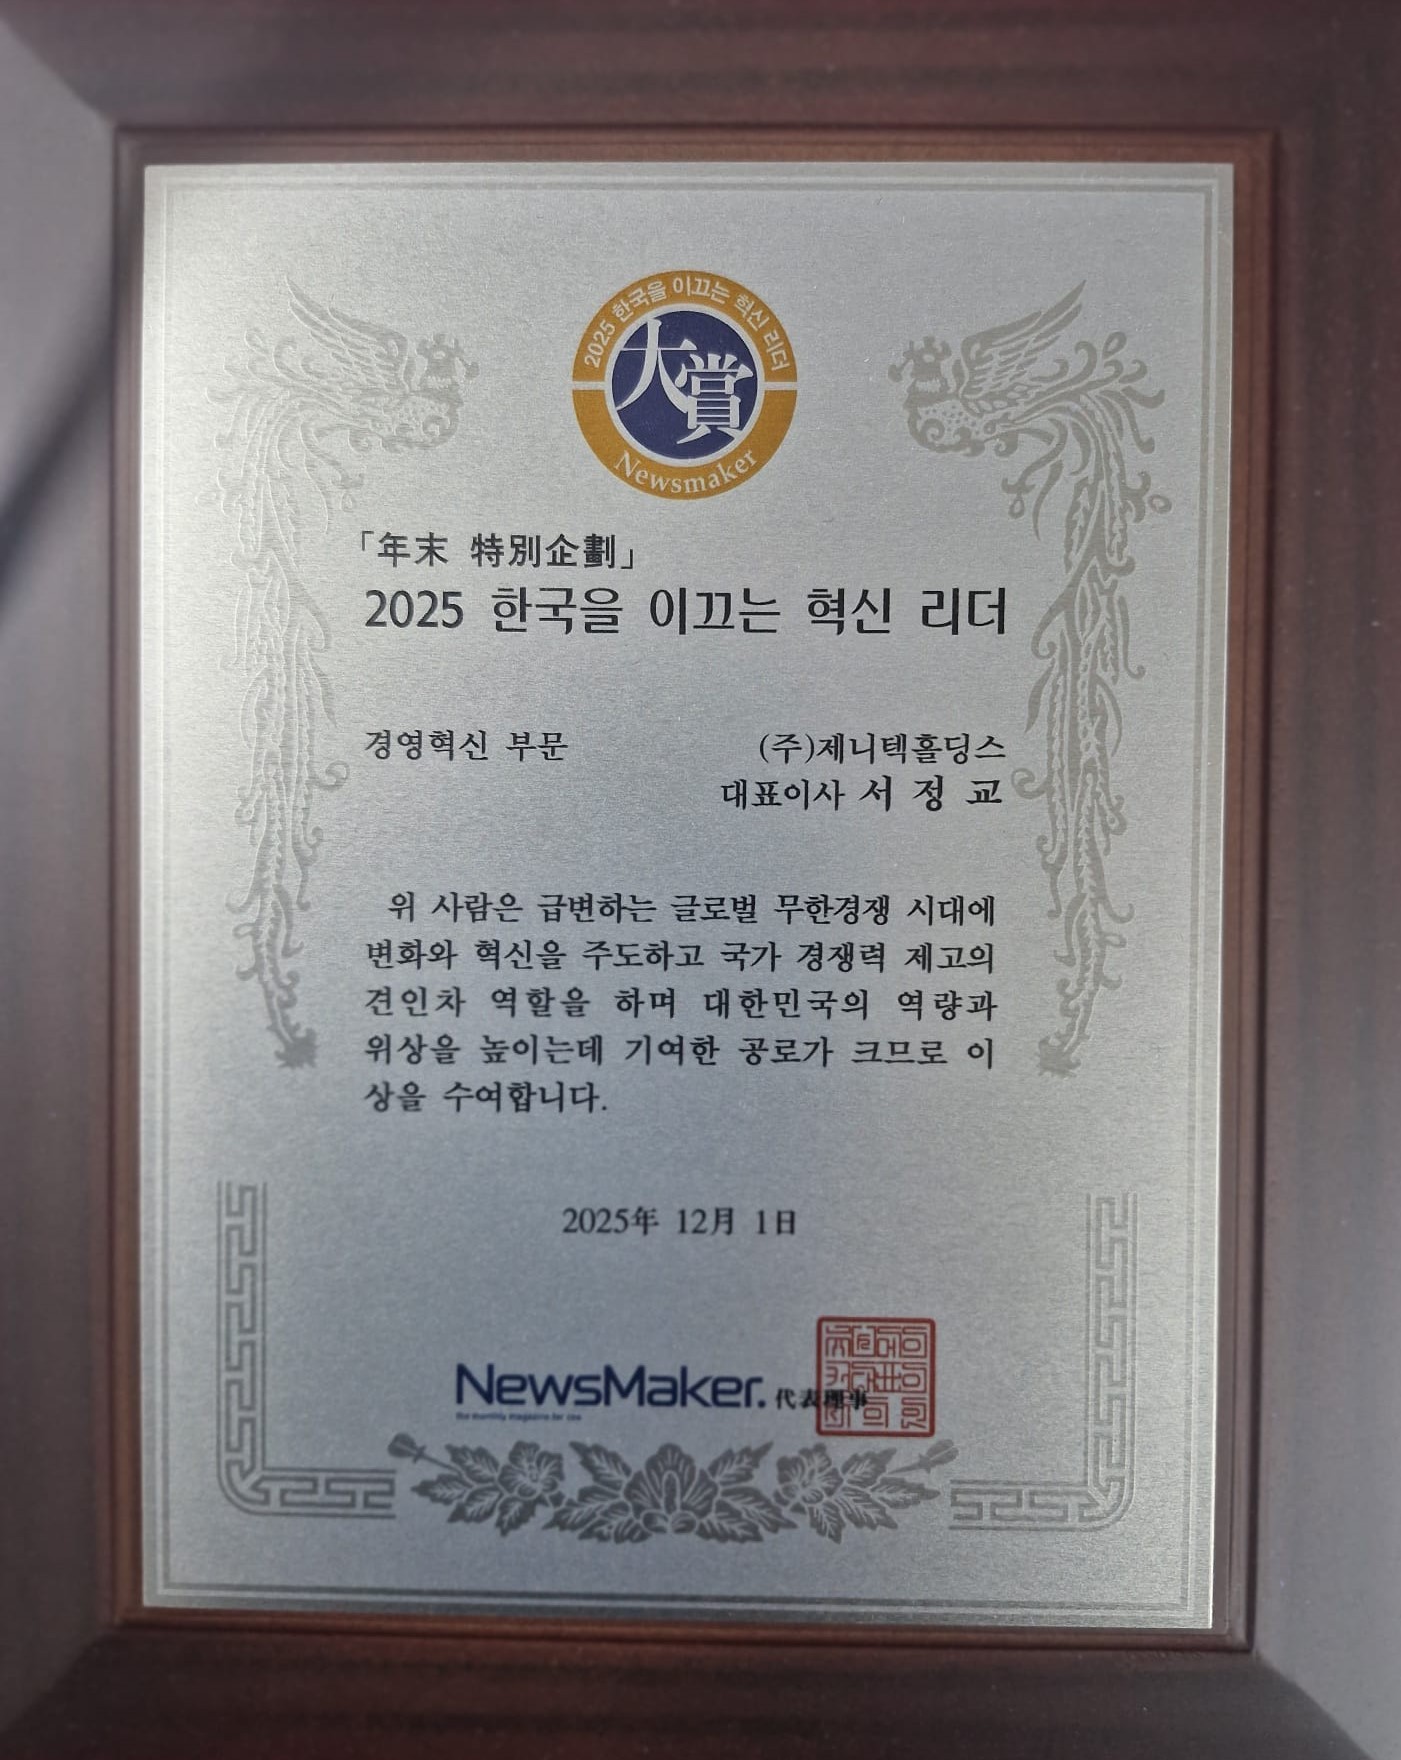 2025 한국을 이끄는 혁신 리더
大賞
Newsmaker
「年末 特別企劃」
2025 한국을 이끄는 혁신 리더
경영혁신 부문
(주)제니텍홀딩스
대표이사 서 정 교
위 사람은 급변하는 글로벌 무한경쟁 시대에
변화와 혁신을 주도하고 국가 경쟁력 제고의
견인차 역할을 하며 대한민국의 역량과
위상을 높이는데 기여한 공로가 크므로 이
상을 수여합니다.
2025年 12月 1日
NewsMaker. 代表理事
the monthly magazine for